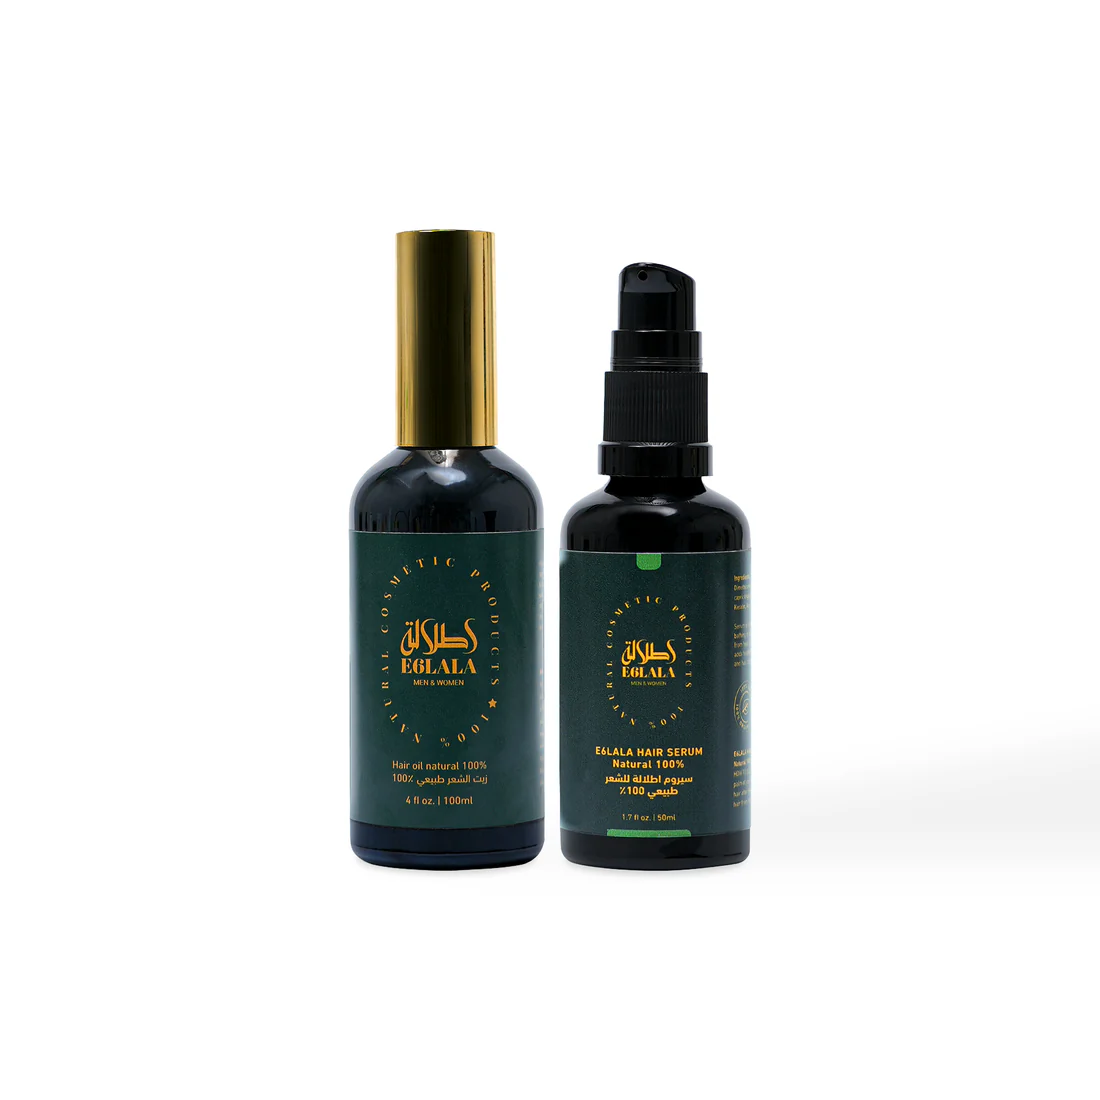 NATURAL COSMETIC PRODUCTS ★ 100%
اطلالة
E6LALA
MEN & WOMEN
Hair oil natural 100%
زيت الشعر طبيعي 100٪
4 fl oz. | 100ml
NATURAL COSMETIC PRODUCTS 100%
اطلالة
E6LALA
MEN & WOMEN
E6LALA HAIR SERUM
Natural 100%
سيروم اطلالة للشعر
طبيعي 100٪
1.7 fl oz. | 50ml